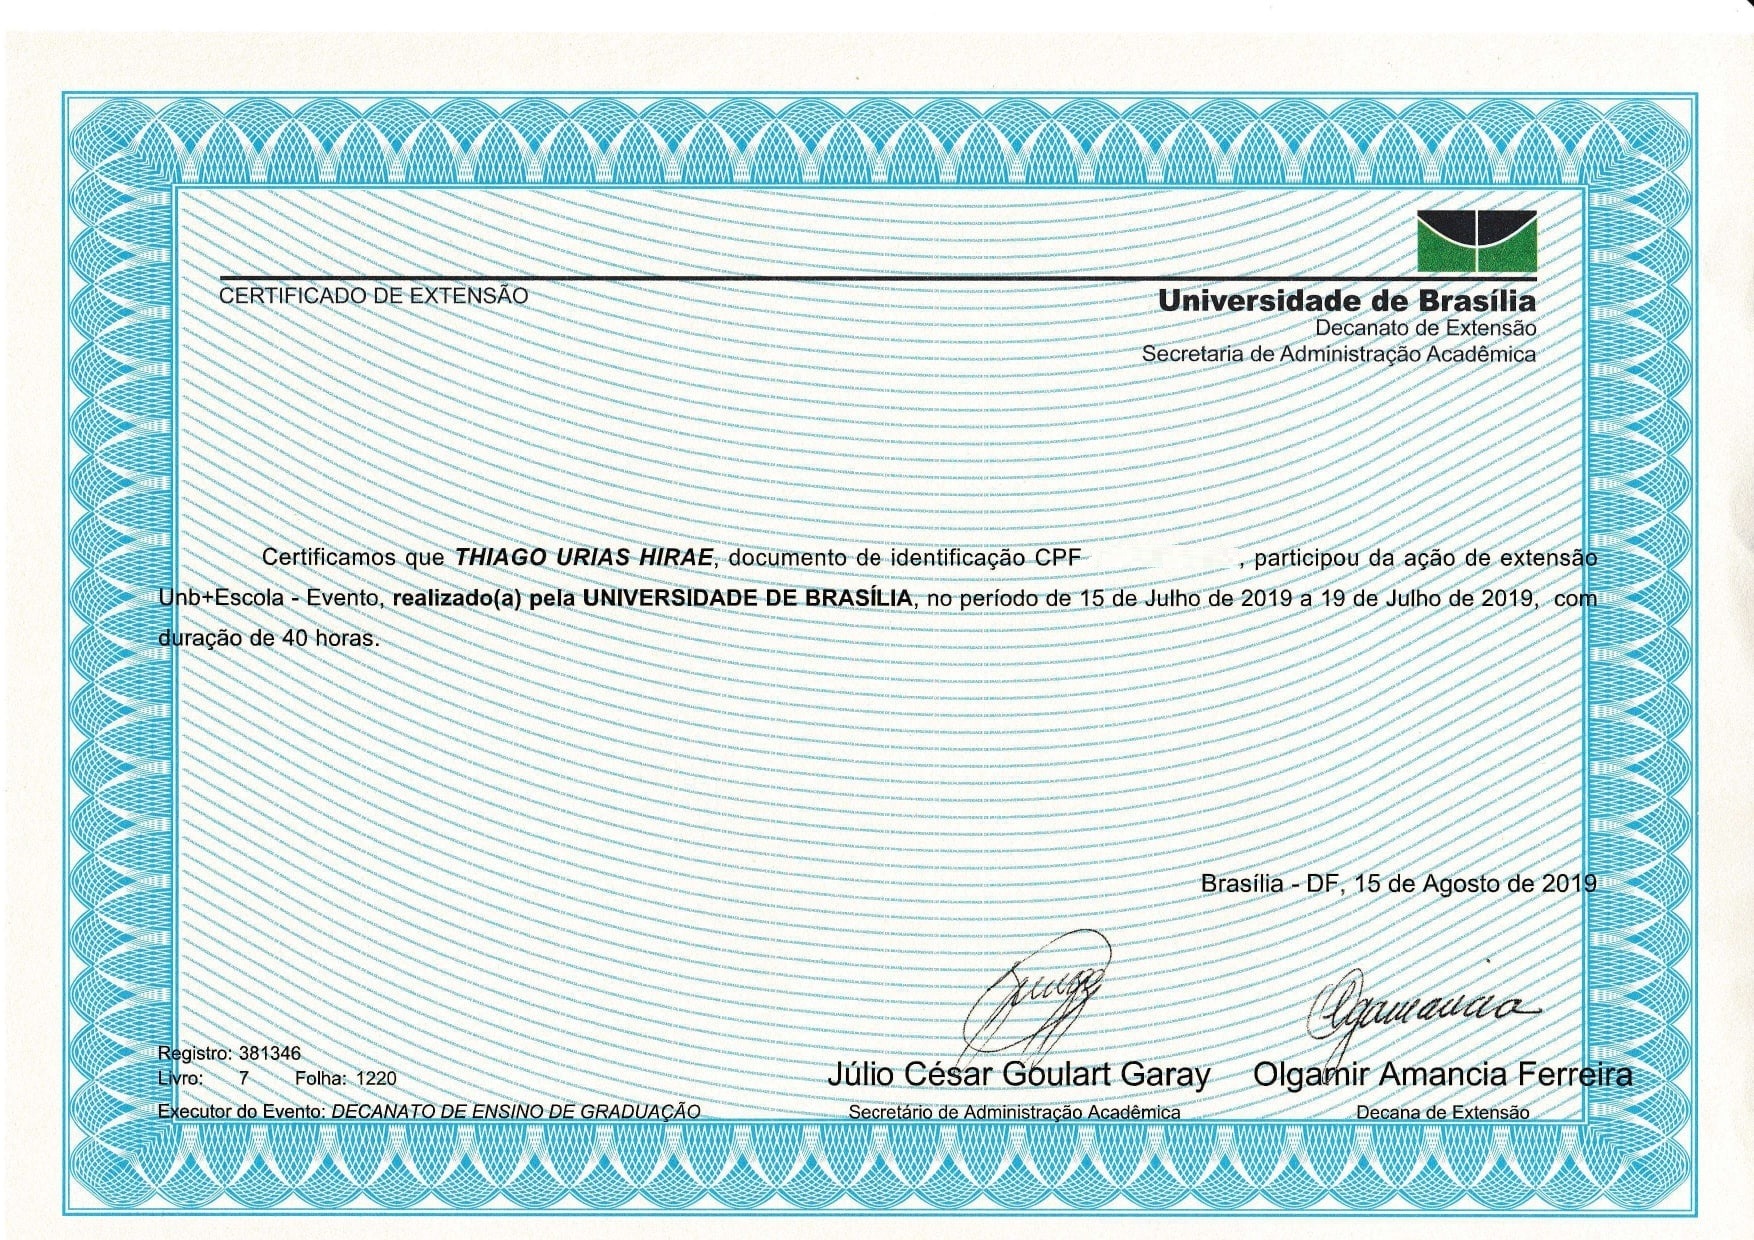 CERTIFICADO DE EXTENSÃO
Universidade de Brasília
Decanato de Extensão
Secretaria de Administração Acadêmica
Certificamos que THIAGO URIAS HIRAE, documento de identificação CPF , participou da ação de extensão
Unb+Escola - Evento, realizado(a) pela UNIVERSIDADE DE BRASÍLIA, no período de 15 de Julho de 2019 a 19 de Julho de 2019, com
duração de 40 horas.
Brasília - DF, 15 de Agosto de 2019
Registro: 381346
Livro: 7 Folha: 1220
Executor do Evento: DECANATO DE ENSINO DE GRADUAÇÃO
Júlio César Goulart Garay
Secretário de Administração Acadêmica
Olgamancia
Olgamir Amancia Ferreira
Decana de Extensão